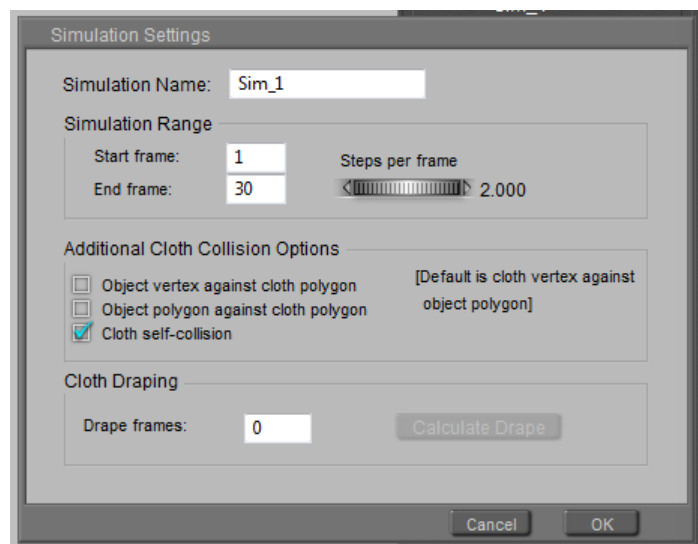 Sim_1
Simulation Settings
Simulation Name: Sim_1
Simulation Range
Start frame: 1
Steps per frame
End frame: 30
2.000
Additional Cloth Collision Options
Object vertex against cloth polygon
[Default is cloth vertex against
Object polygon against cloth polygon
object polygon]
Cloth self-collision
Cloth Draping
Drape frames: 0
Calculate Drape
Cancel
OK